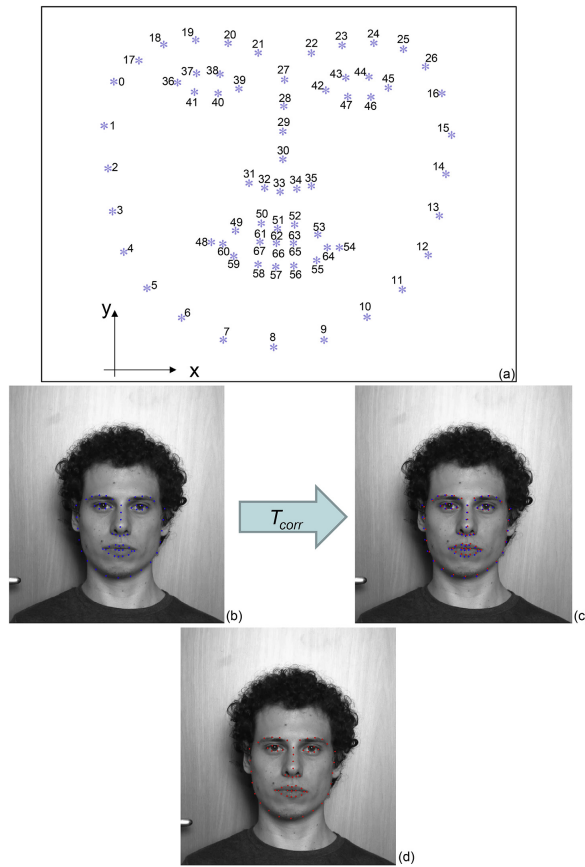 18 19 20 21 22 23 24 25
17 26
37 38 27 43 44
0 36 39 42 45 16
41 40 28 47 46
1 29 15
30
2 31 32 33 34 35 14
3 50 51 52 13
49 61 62 63 53
48 60 67 66 65 64 54
4 59 58 57 56 55 12
5 11
6 10
y 7 8 9
x (a)
T_corr
(b) (c)
(d)